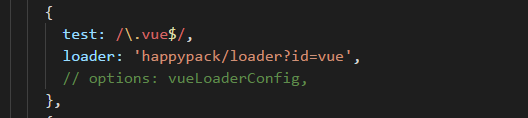 {
test: /\.vue$/,
loader: 'happypack/loader?id=vue',
// options: vueLoaderConfig,
},
{